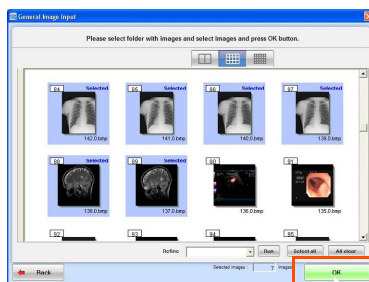 General Image Input
Please select folder with images and select images and press OK button.
84 Selected
85 Selected
86 Selected
87 Selected
142.0.bmp
141.0.bmp
140.0.bmp
139.0.bmp
88 Selected
89 Selected
90
91
138.0.bmp
137.0.bmp
136.0.bmp
135.0.bmp
92
93
94
95
Refine
Run
Select all
All clear
Back
Selected images :
7
images
OK